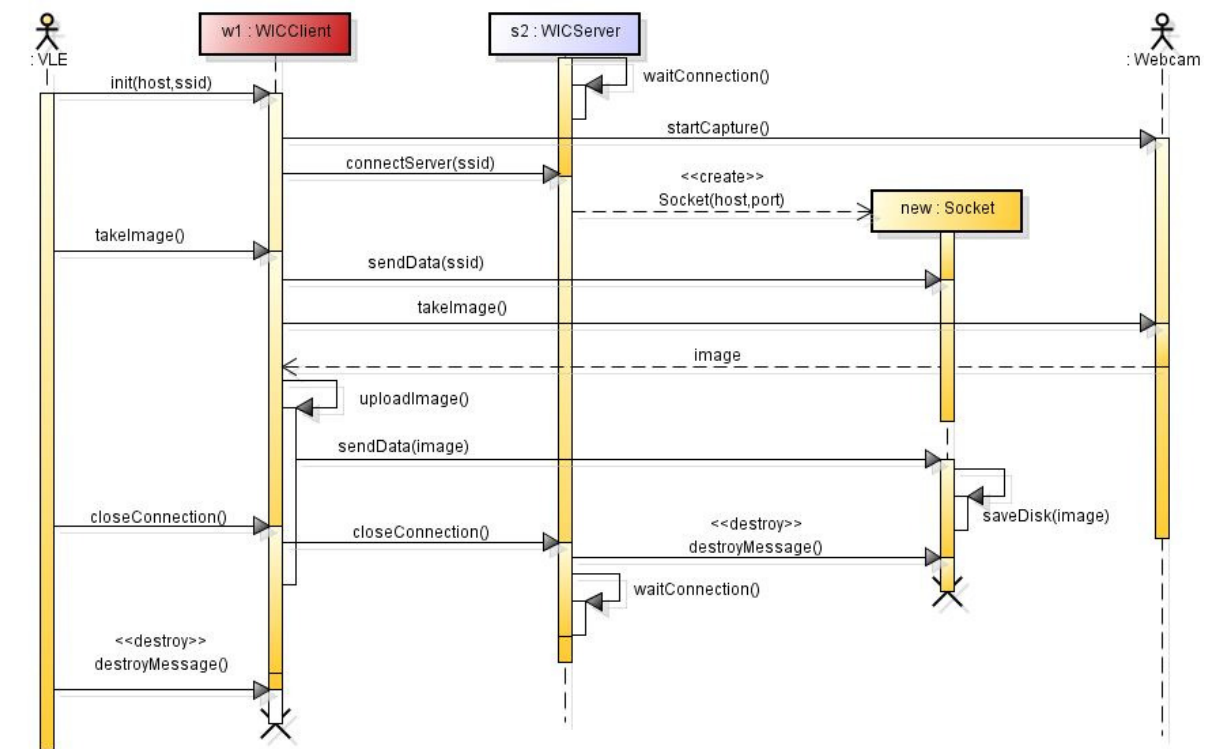 w1 : WICClient
s2 : WICServer
: VLE
: Webcam
waitConnection()
init(host,ssid)
startCapture()
connectServer(ssid)
<<create>>
Socket(host,port)
new : Socket
takeImage()
sendData(ssid)
takeImage()
image
uploadImage()
sendData(image)
closeConnection()
saveDisk(image)
<<destroy>>
closeConnection()
destroyMessage()
waitConnection()
<<destroy>>
destroyMessage()